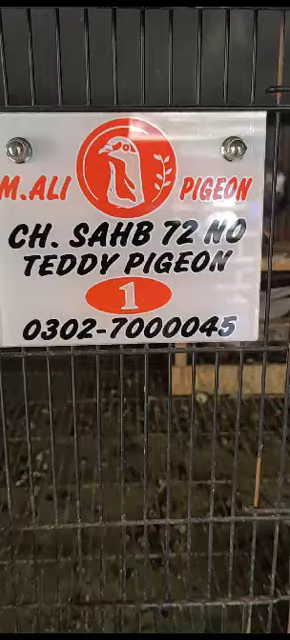 M.ALI PIGEON
CH. SAHB 72 NO
TEDDY PIGEON
1
0302-7000045